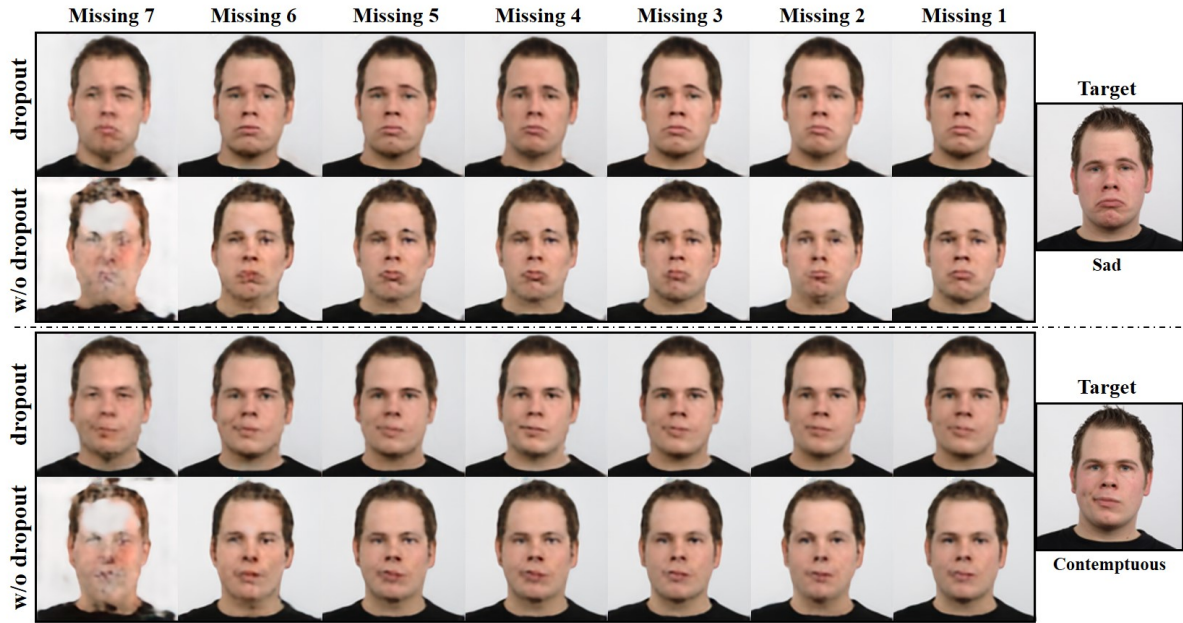 Missing 7 Missing 6 Missing 5 Missing 4 Missing 3 Missing 2 Missing 1
dropout
w/o dropout
Target
Sad
dropout
w/o dropout
Target
Contemptuous